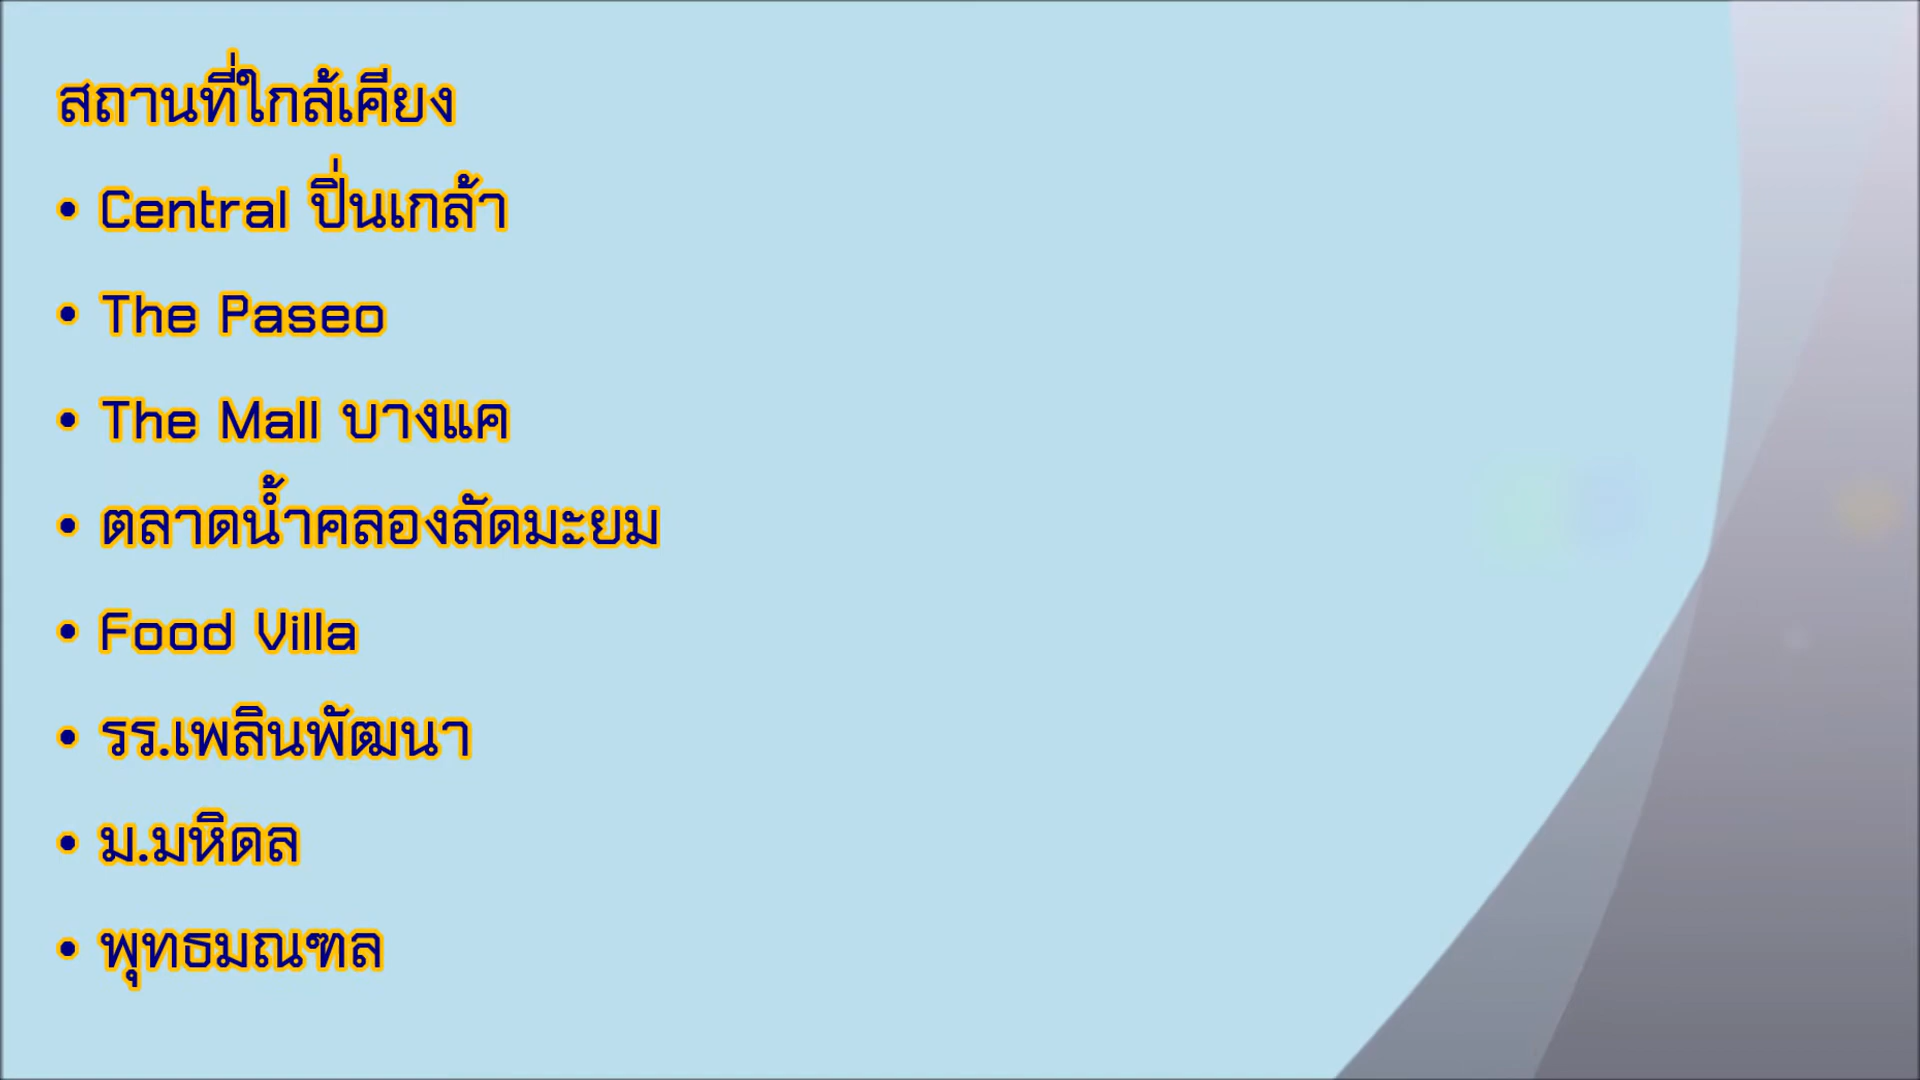 สถานที่ใกล้เคียง
• Central ปิ่นเกล้า
• The Paseo
• The Mall บางแค
• ตลาดน้ำคลองลัดมะยม
• Food Villa
• รร.เพลินพัฒนา
• ม.มหิดล
• พุทธมณฑล